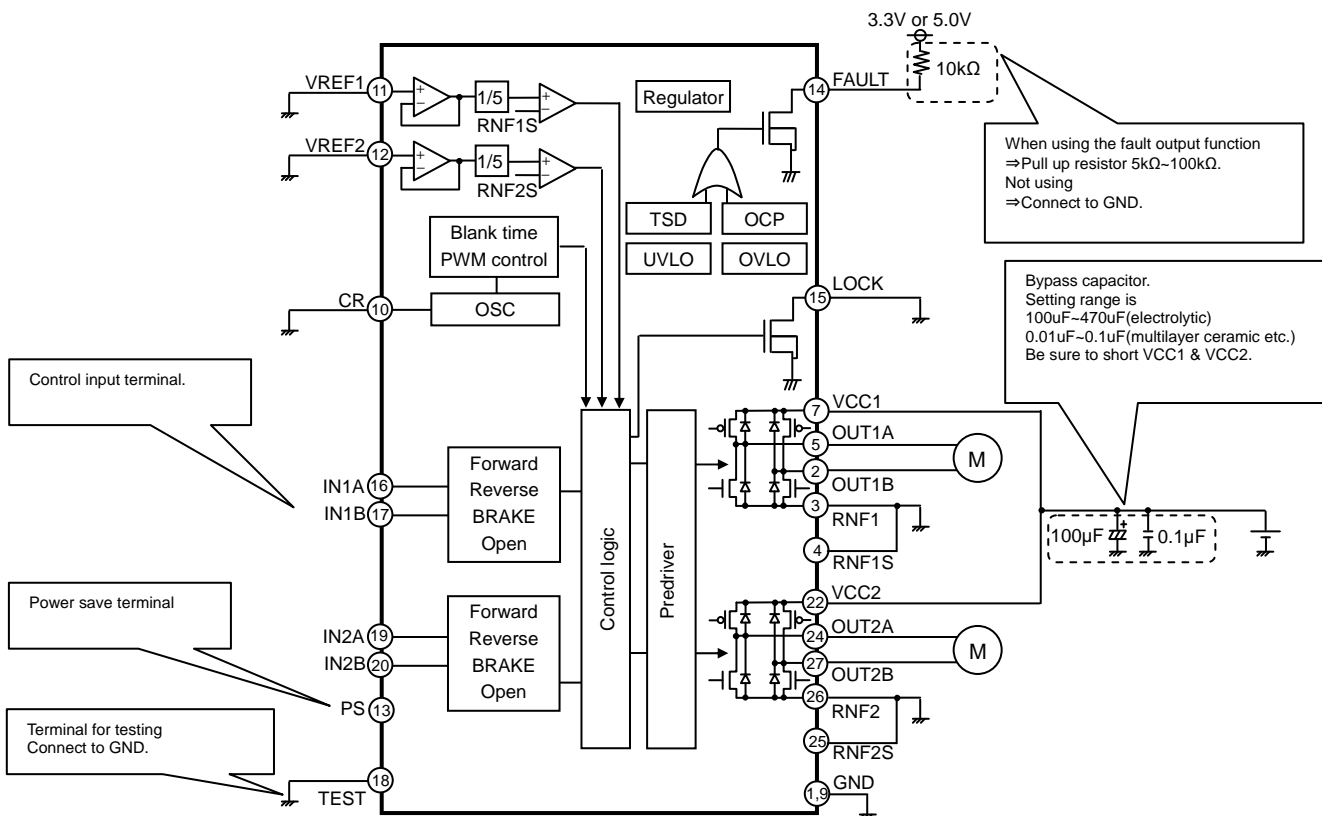 3.3V or 5.0V
10kΩ
VREF1
11
1/5
RNF1S
Regulator
14
FAULT
VREF2
12
1/5
RNF2S
When using the fault output function
⇒Pull up resistor 5kΩ~100kΩ.
Not using
⇒Connect to GND.
TSD
OCP
UVLO
OVLO
Blank time
PWM control
CR
10
OSC
15
LOCK
Bypass capacitor.
Setting range is
100uF~470uF(electrolytic)
0.01uF~0.1uF(multilayer ceramic etc.)
Be sure to short VCC1 & VCC2.
Control input terminal.
7
VCC1
5
OUT1A
M
2
OUT1B
3
RNF1
4
RNF1S
IN1A
16
IN1B
17
Forward
Reverse
BRAKE
Open
Control logic
Predriver
100µF
+
0.1µF
Power save terminal
22
VCC2
24
OUT2A
M
27
OUT2B
26
RNF2
25
RNF2S
IN2A
19
IN2B
20
Forward
Reverse
BRAKE
Open
PS
13
Terminal for testing
Connect to GND.
18
TEST
1,9
GND